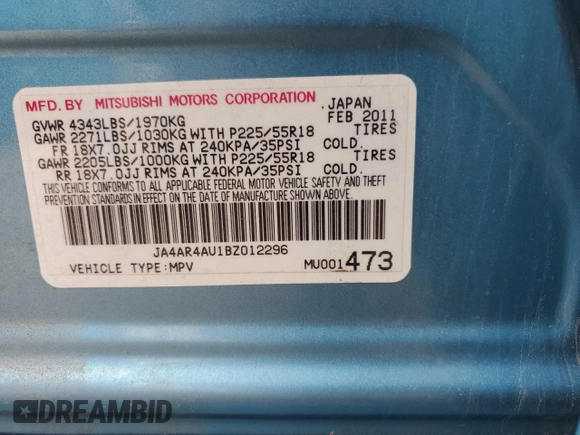 MFD. BY MITSUBISHI MOTORS CORPORATION JAPAN
GVWR 4343LBS/1970KG FEB 2011
GAWR 2271LBS/1030KG WITH P225/55R18 TIRES
FR 18X7.0JJ RIMS AT 240KPA/35PSI COLD.
GAWR 2205LBS/1000KG WITH P225/55R18 TIRES
RR 18X7.0JJ RIMS AT 240KPA/35PSI COLD.
THIS VEHICLE CONFORMS TO ALL APPLICABLE FEDERAL MOTOR VEHICLE SAFETY AND THEFT
PREVENTION STANDARDS IN EFFECT ON THE DATE OF MANUFACTURE SHOWN ABOVE.
JA4AR4AU1BZ012296
VEHICLE TYPE:MPV MU001473
DREAMBID